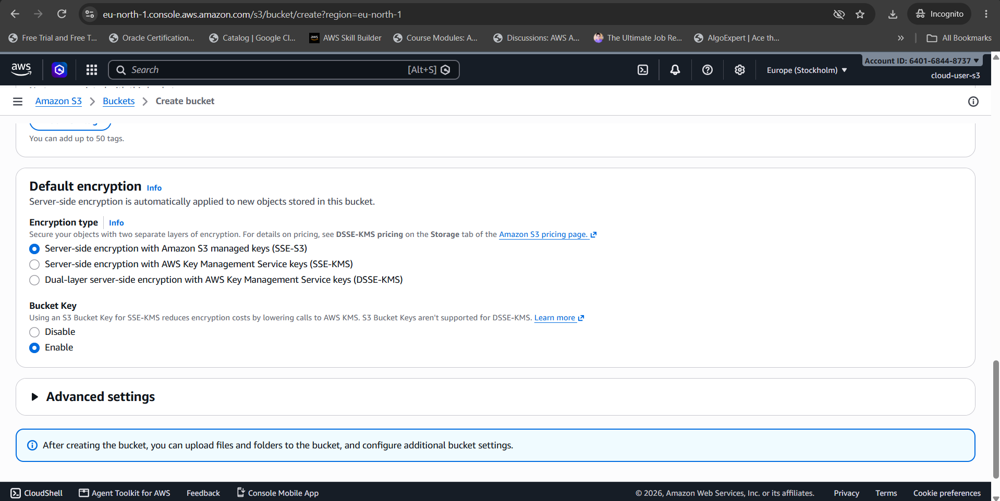 eu-north-1.console.aws.amazon.com/s3/bucket/create?region=eu-north-1
Incognito
Free Trial and Free T...
Oracle Certification...
Catalog | Google Cl...
aws AWS Skill Builder
Course Modules: A...
Discussions: AWS A...
The Ultimate Job Re...
AlgoExpert | Ace th...
All Bookmarks
aws
Search
[Alt+S]
Europe (Stockholm)
Account ID: 6401-6844-8737
cloud-user-s3
Amazon S3
Buckets
Create bucket
You can add up to 50 tags.
Default encryption Info
Server-side encryption is automatically applied to new objects stored in this bucket.
Encryption type Info
Secure your objects with two separate layers of encryption. For details on pricing, see DSSE-KMS pricing on the Storage tab of the Amazon S3 pricing page.
Server-side encryption with Amazon S3 managed keys (SSE-S3)
Server-side encryption with AWS Key Management Service keys (SSE-KMS)
Dual-layer server-side encryption with AWS Key Management Service keys (DSSE-KMS)
Bucket Key
Using an S3 Bucket Key for SSE-KMS reduces encryption costs by lowering calls to AWS KMS. S3 Bucket Keys aren't supported for DSSE-KMS. Learn more
Disable
Enable
Advanced settings
After creating the bucket, you can upload files and folders to the bucket, and configure additional bucket settings.
CloudShell
Agent Toolkit for AWS
Feedback
Console Mobile App
© 2026, Amazon Web Services, Inc. or its affiliates.
Privacy
Terms
Cookie preferences